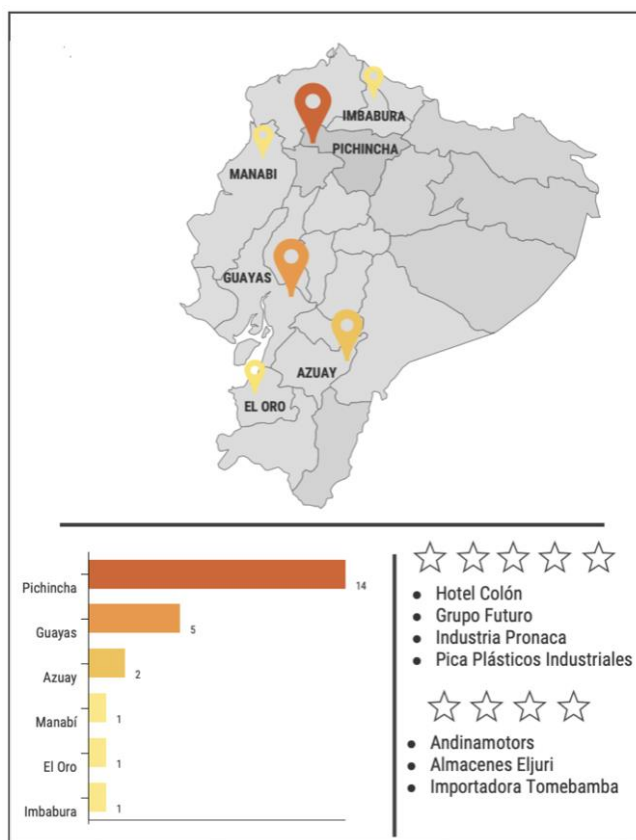 IMBABURA
PICHINCHA
MANABI
GUAYAS
AZUAY
EL ORO
Pichincha 14
Guayas 5
Azuay 2
Manabí 1
El Oro 1
Imbabura 1
● Hotel Colón
● Grupo Futuro
● Industria Pronaca
● Pica Plásticos Industriales
● Andinamotors
● Almacenes Eljuri
● Importadora Tomebamba